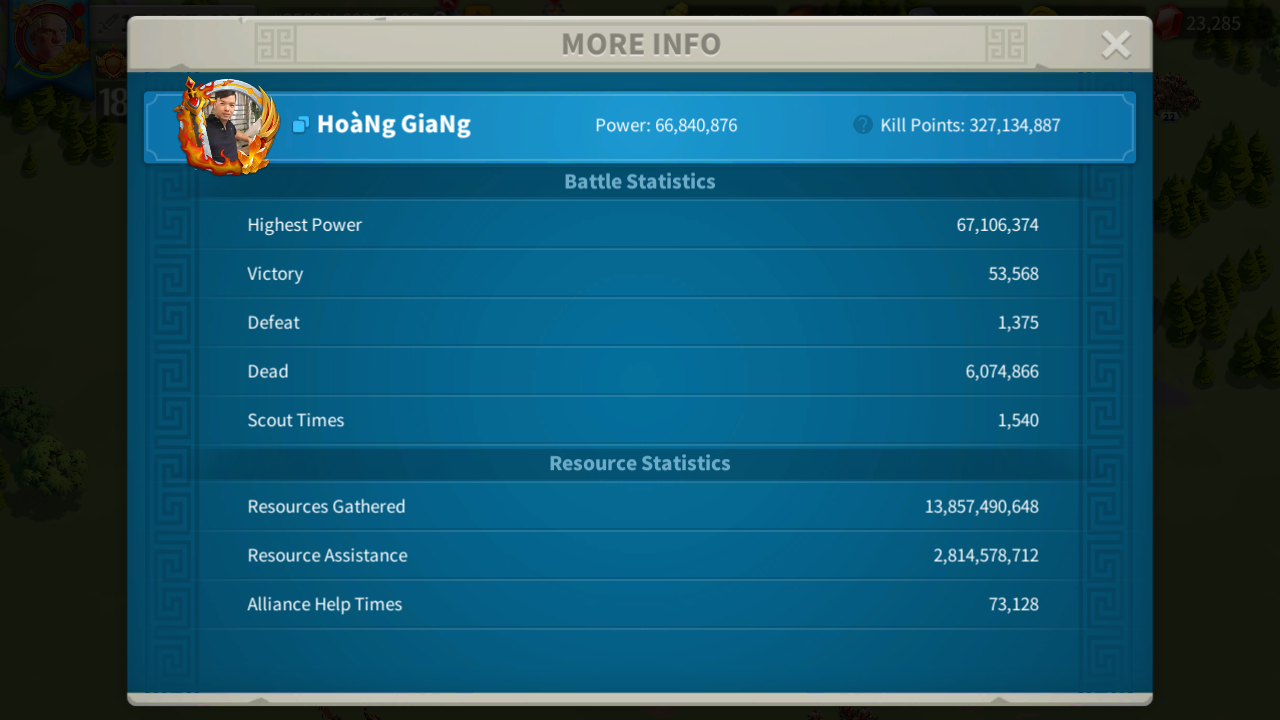 23,285
MORE INFO
HoàNg GiaNg
Power: 66,840,876
Kill Points: 327,134,887
18
22
Battle Statistics
Highest Power 67,106,374
Victory 53,568
Defeat 1,375
Dead 6,074,866
Scout Times 1,540
Resource Statistics
Resources Gathered 13,857,490,648
Resource Assistance 2,814,578,712
Alliance Help Times 73,128